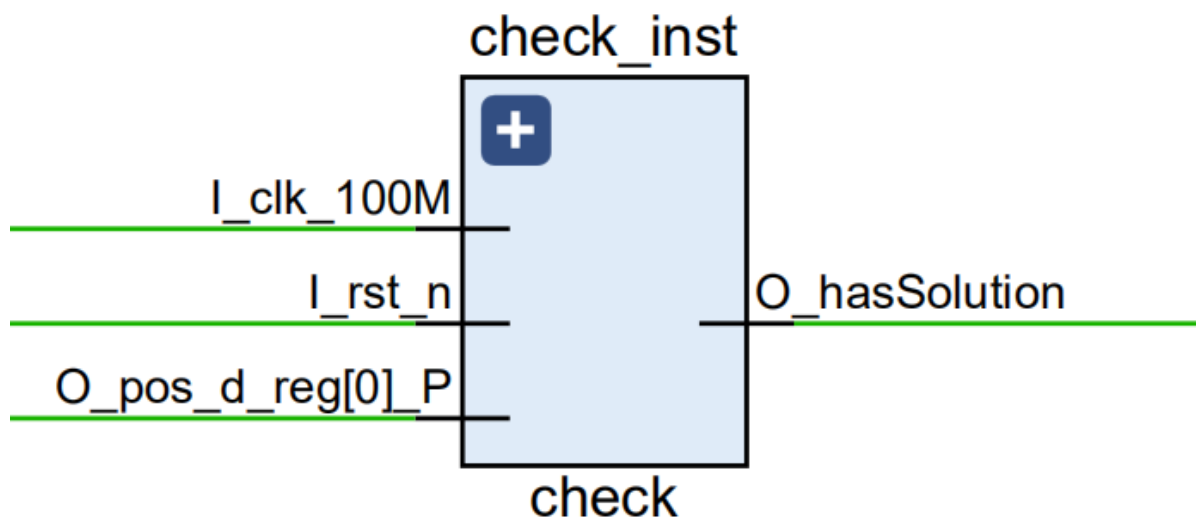 check_inst
I_clk_100M
I_rst_n
O_hasSolution
O_pos_d_reg[0]_P
check